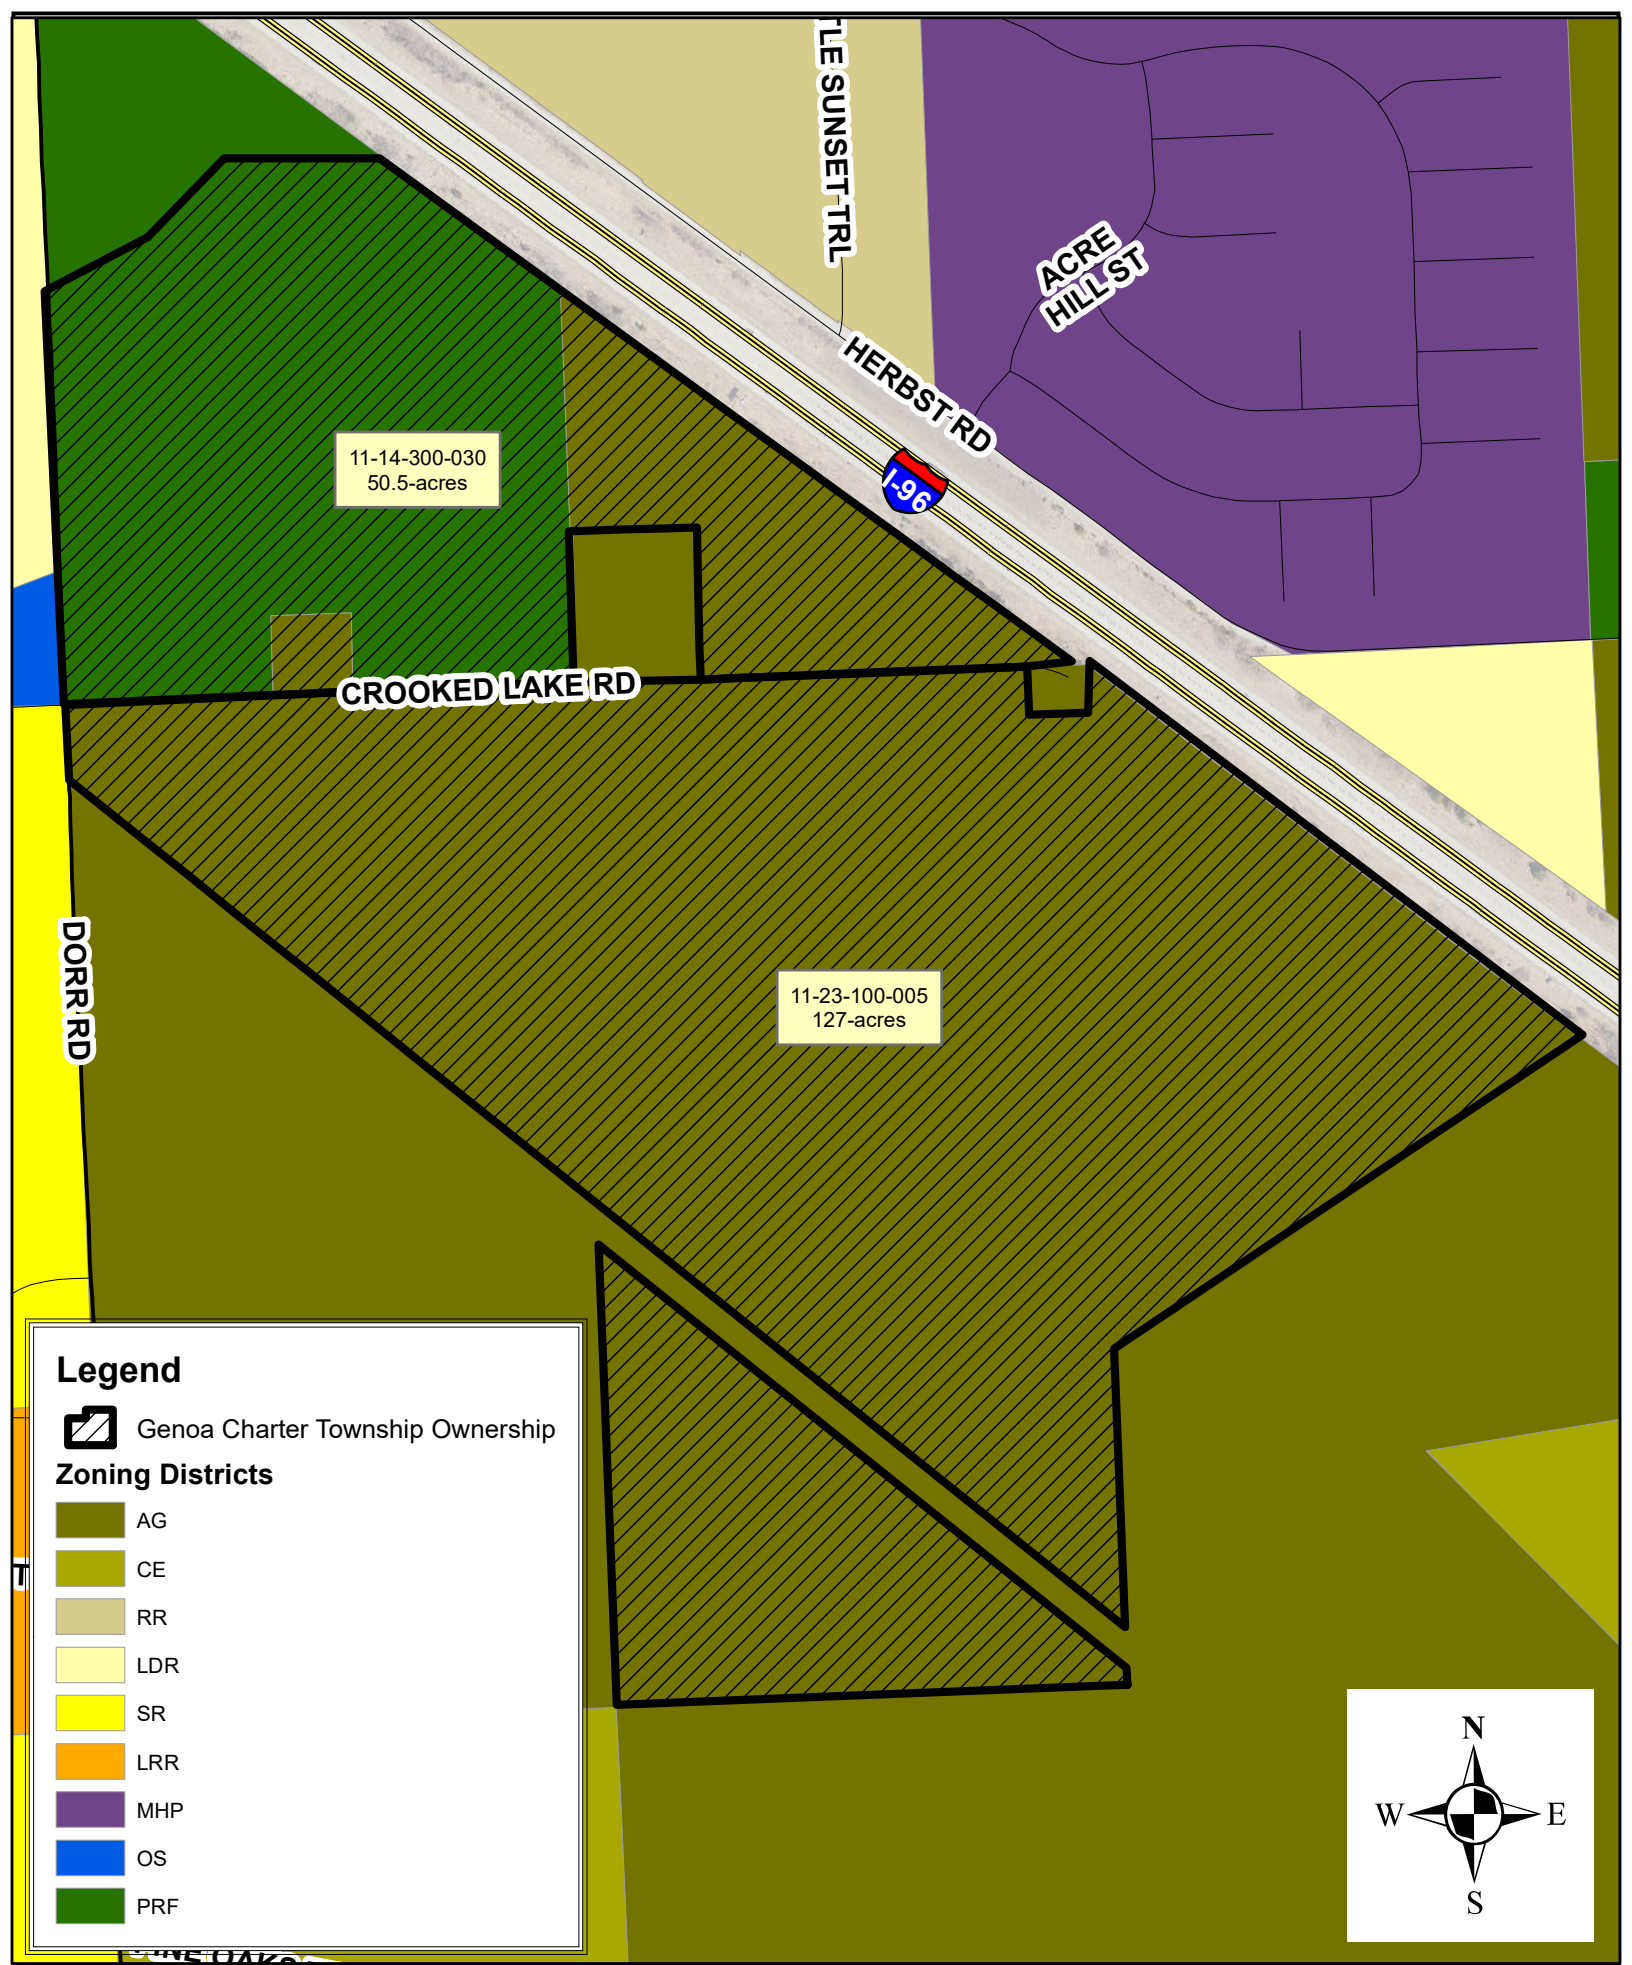 TLE SUNSET TRL
ACRE
HILL ST
HERBST RD
I-96
11-14-300-030
50.5-acres
CROOKED LAKE RD
DORR RD
11-23-100-005
127-acres
Legend
Genoa Charter Township Ownership
Zoning Districts
AG
CE
RR
LDR
SR
LRR
MHP
OS
PRF
T
N
W
E
S